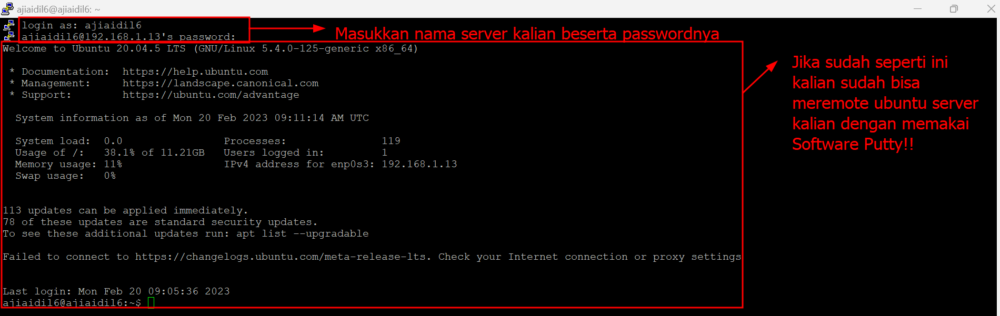 ajiaidil6@ajiaidil6: ~
login as: ajiaidil6
ajiaidil6@192.168.1.13's password:
Masukkan nama server kalian beserta passwordnya
Welcome to Ubuntu 20.04.5 LTS (GNU/Linux 5.4.0-125-generic x86_64)
* Documentation:  https://help.ubuntu.com
* Management:     https://landscape.canonical.com
* Support:        https://ubuntu.com/advantage
System information as of Mon 20 Feb 2023 09:11:14 AM UTC
System load:  0.0                Processes:               119
Usage of /:   38.1% of 11.21GB   Users logged in:         1
Memory usage: 11%                IPv4 address for enp0s3: 192.168.1.13
Swap usage:   0%
113 updates can be applied immediately.
78 of these updates are standard security updates.
To see these additional updates run: apt list --upgradable
Failed to connect to https://changelogs.ubuntu.com/meta-release-lts. Check your Internet connection or proxy settings
Last login: Mon Feb 20 09:05:36 2023
ajiaidil6@ajiaidil6:~$
Jika sudah seperti ini
kalian sudah bisa
meremote ubuntu server
kalian dengan memakai
Software Putty!!